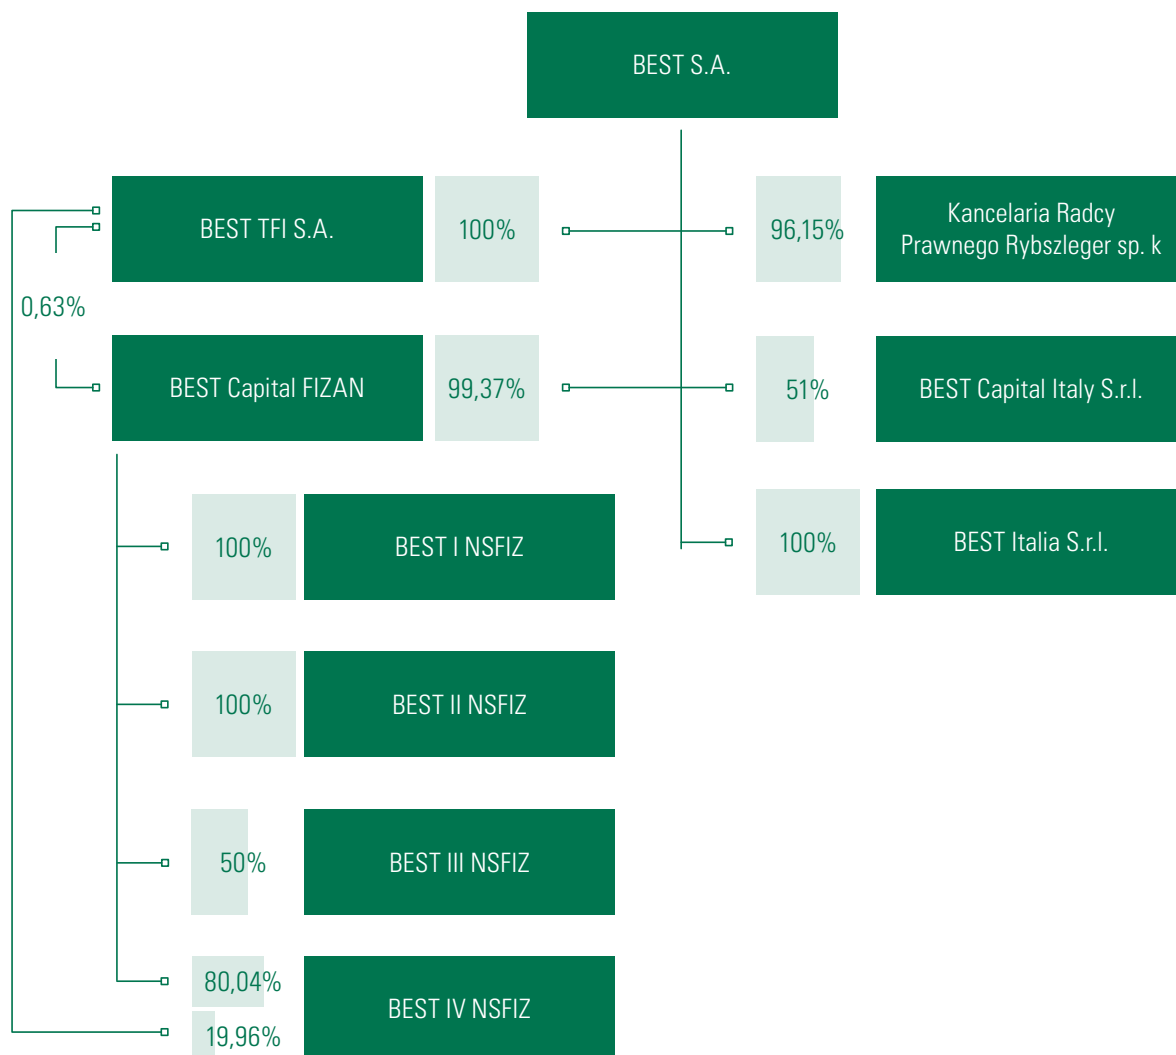 BEST S.A.
BEST TFI S.A.
100%
96,15%
Kancelaria Radcy
Prawnego Rybszleger sp. k
0,63%
BEST Capital FIZAN
99,37%
51%
BEST Capital Italy S.r.l.
100%
BEST I NSFIZ
100%
BEST Italia S.r.l.
100%
BEST II NSFIZ
50%
BEST III NSFIZ
80,04%
BEST IV NSFIZ
19,96%